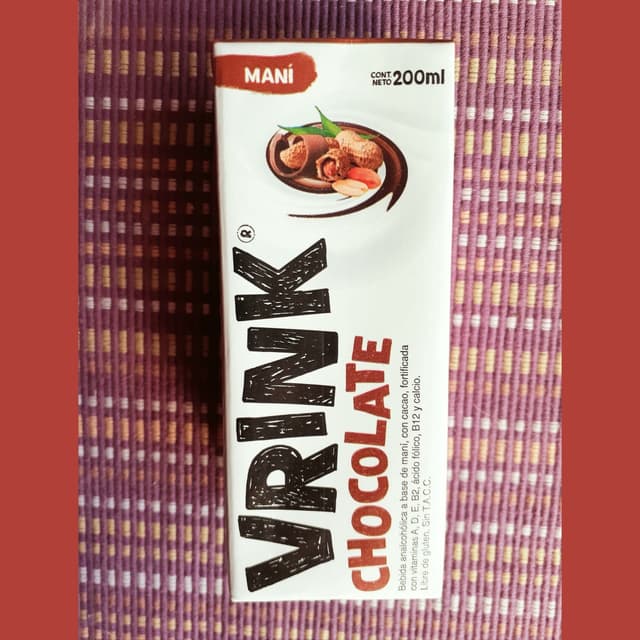 MANÍ
CONT.
NETO 200ml
VRINK®
CHOCOLATE
Bebida analcohólica a base de maní, con cacao, fortificada
con vitaminas A, D, E, B2, ácido fólico, B12 y calcio.
Libre de gluten. Sin T.A.C.C.